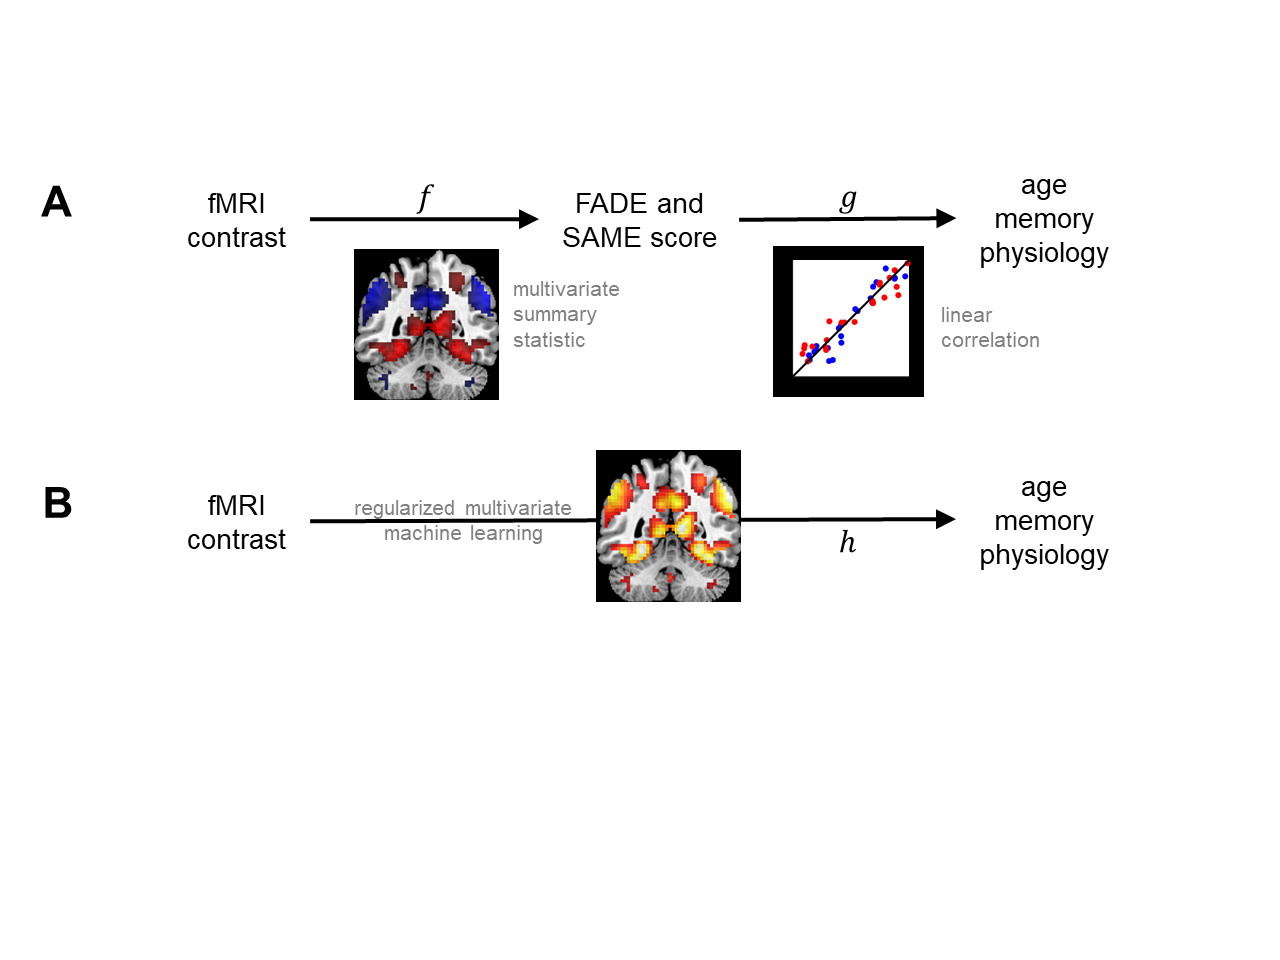 A
fMRI
contrast
f
FADE and
SAME score
g
age
memory
physiology
multivariate
summary
statistic
linear
correlation
B
fMRI
contrast
regularized multivariate
machine learning
h
age
memory
physiology